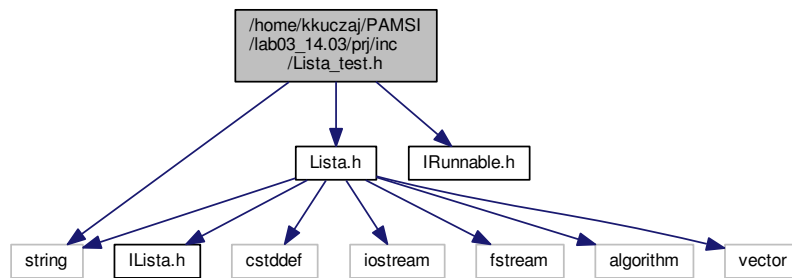 /home/kkuczaj/PAMSI
/lab03_14.03/prj/inc
/Lista_test.h
Lista.h
IRunnable.h
string
ILista.h
cstddef
iostream
fstream
algorithm
vector